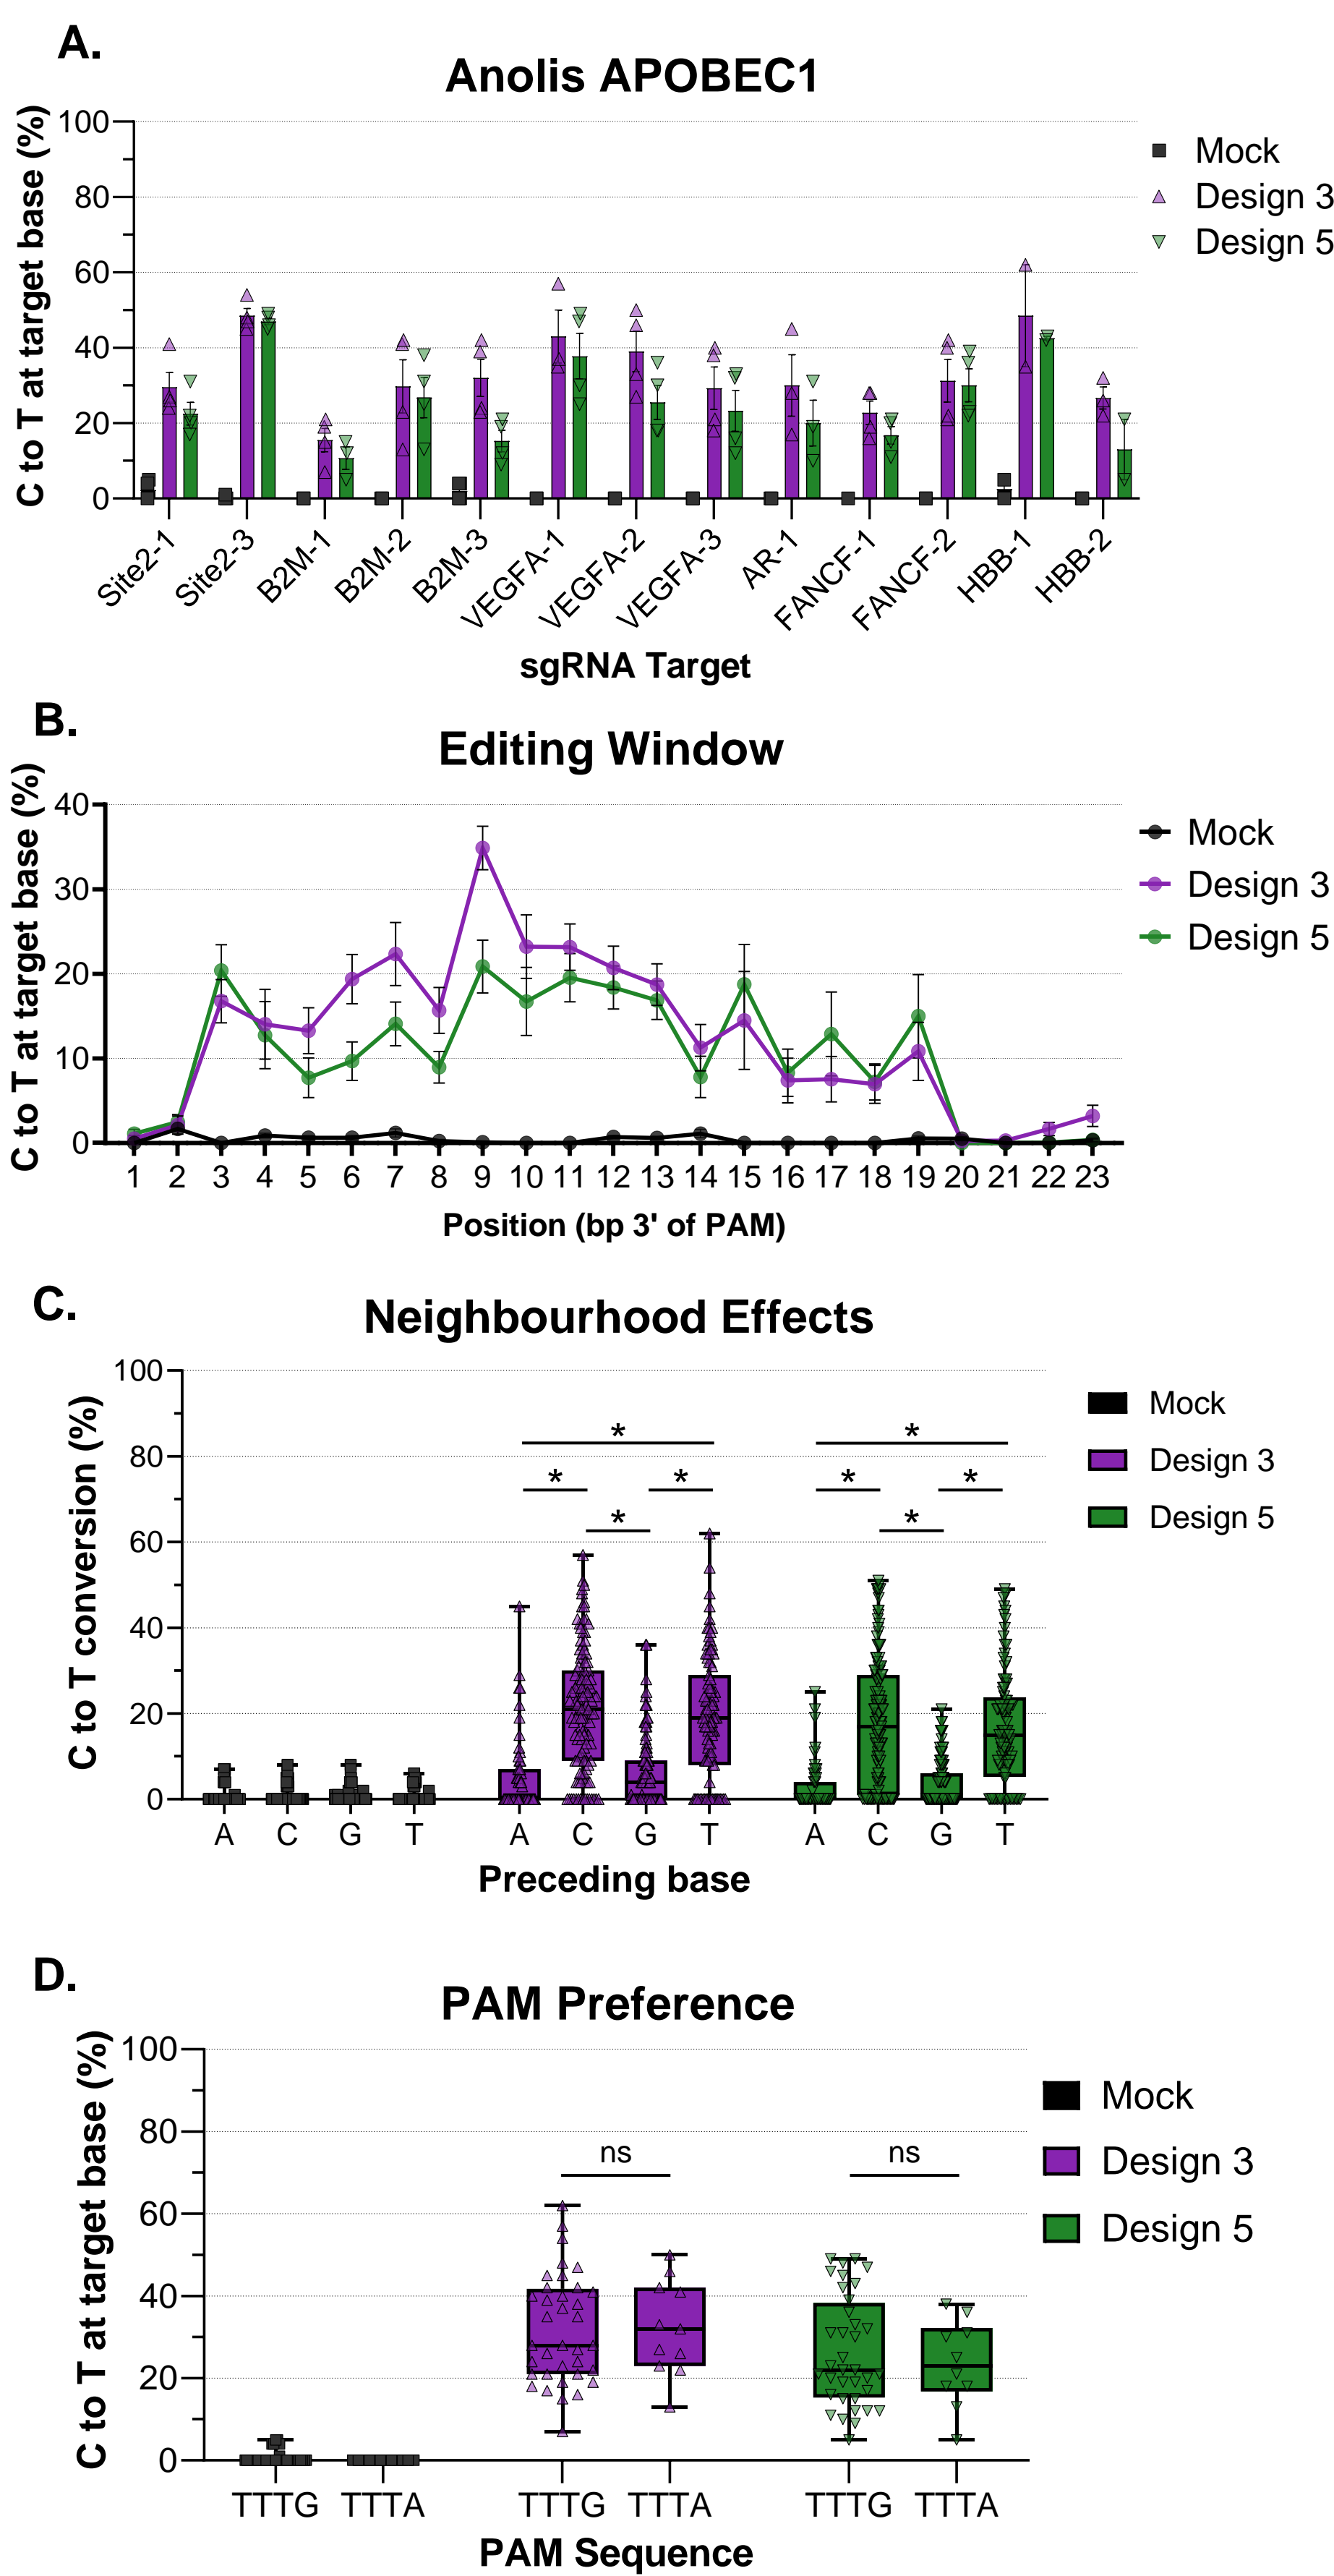 A.
Anolis APOBEC1
C to T at target base (%)
100
80
60
40
20
0
Mock
Design 3
Design 5
Site2-1
Site2-3
B2M-1
B2M-2
B2M-3
VEGFA-1
VEGFA-2
VEGFA-3
AR-1
FANCF-1
FANCF-2
HBB-1
HBB-2
sgRNA Target
B.
Editing Window
C to T at target base (%)
40
30
20
10
0
Mock
Design 3
Design 5
1 2 3 4 5 6 7 8 9 10 11 12 13 14 15 16 17 18 19 20 21 22 23
Position (bp 3' of PAM)
C.
Neighbourhood Effects
C to T conversion (%)
100
80
60
40
20
0
* * * *
* * * *
Mock
Design 3
Design 5
A C G T A C G T A C G T
Preceding base
D.
PAM Preference
C to T at target base (%)
100
80
60
40
20
0
ns ns
Mock
Design 3
Design 5
TTTG TTTA TTTG TTTA TTTG TTTA
PAM Sequence